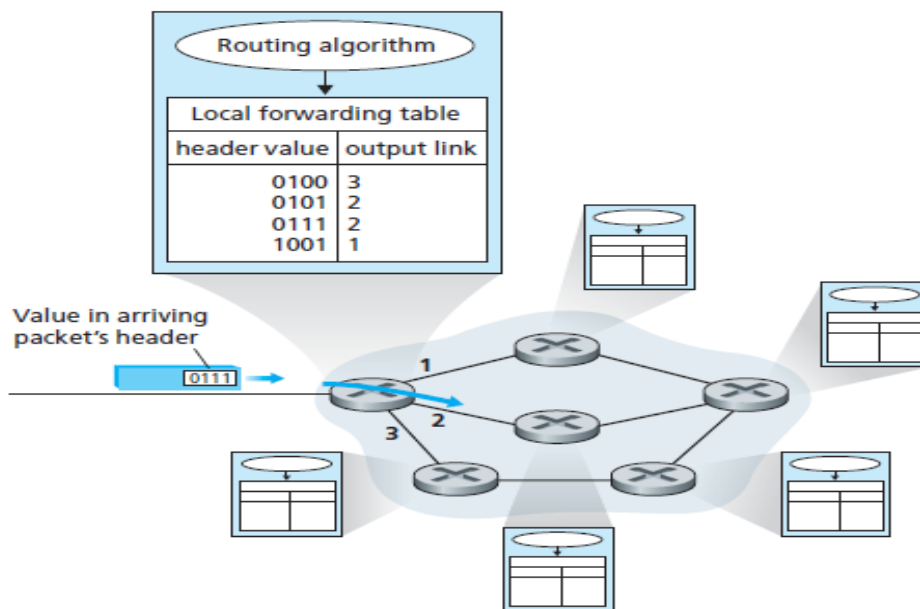 Routing algorithm
Local forwarding table
header value output link
0100 3
0101 2
0111 2
1001 1
Value in arriving
packet's header
0111
1
2
3